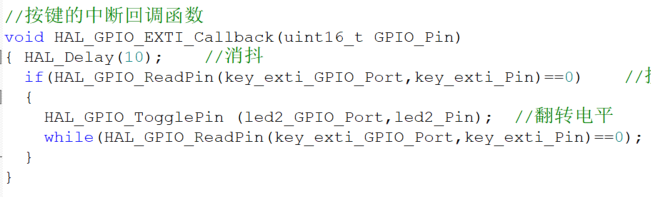 //按键的中断回调函数
void HAL_GPIO_EXTI_Callback(uint16_t GPIO_Pin)
{ HAL_Delay(10);    //消抖
  if(HAL_GPIO_ReadPin(key_exti_GPIO_Port,key_exti_Pin)==0)    //
  {
    HAL_GPIO_TogglePin (led2_GPIO_Port,led2_Pin);  //翻转电平
    while(HAL_GPIO_ReadPin(key_exti_GPIO_Port,key_exti_Pin)==0);
  }
}